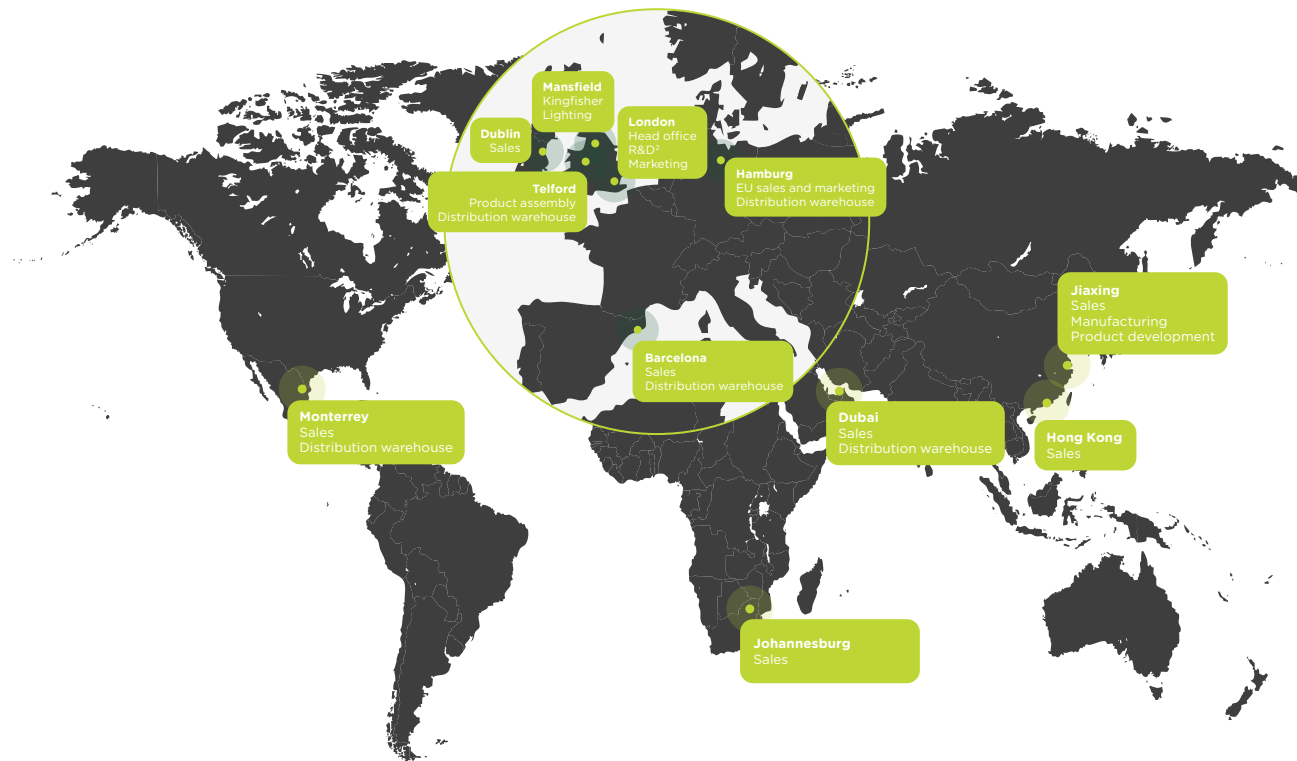 Mansfield
Kingfisher
Lighting
London
Head office
R&D²
Marketing
Dublin
Sales
Hamburg
EU sales and marketing
Distribution warehouse
Telford
Product assembly
Distribution warehouse
Jiaxing
Sales
Manufacturing
Product development
Barcelona
Sales
Distribution warehouse
Monterrey
Sales
Distribution warehouse
Dubai
Sales
Distribution warehouse
Hong Kong
Sales
Johannesburg
Sales